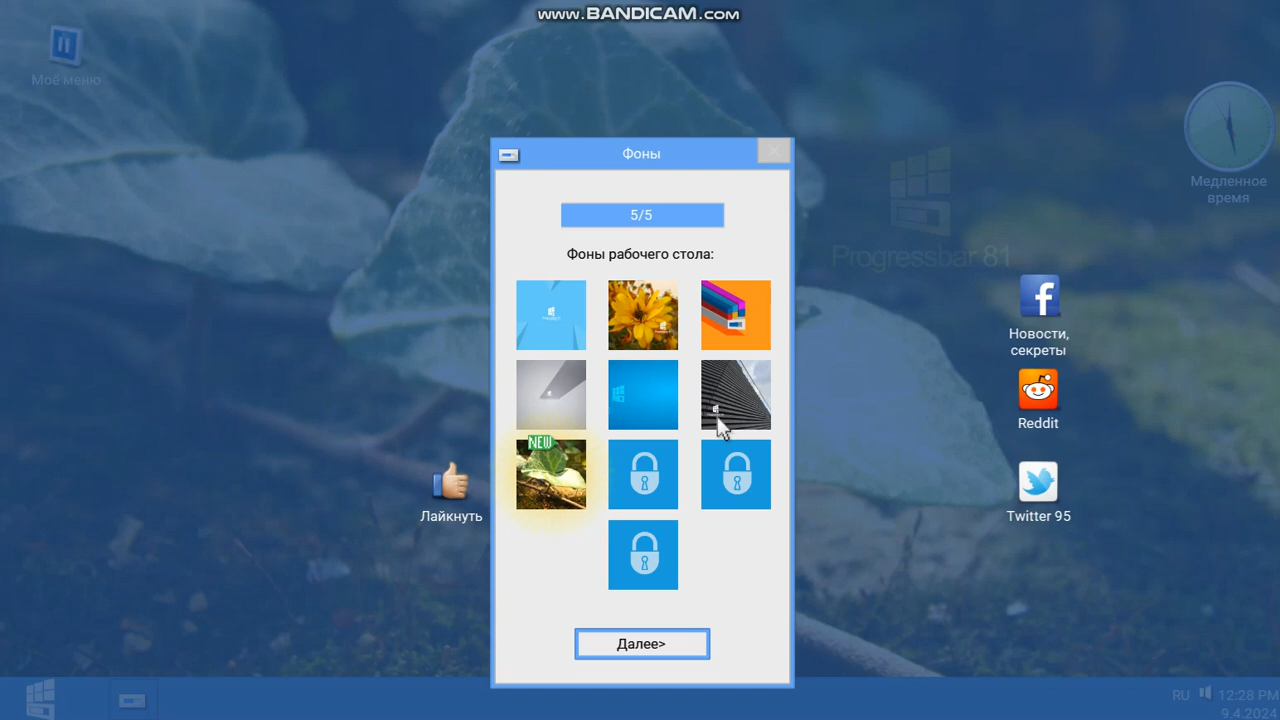 www.BANDICAM.com
Моё меню
Фоны
5/5
Фоны рабочего стола:
NEW
Далее>
Лайкнуть
Медленное
время
Progressbar 81
Новости,
секреты
Reddit
Twitter 95
RU
12:28 PM
9.4.2024